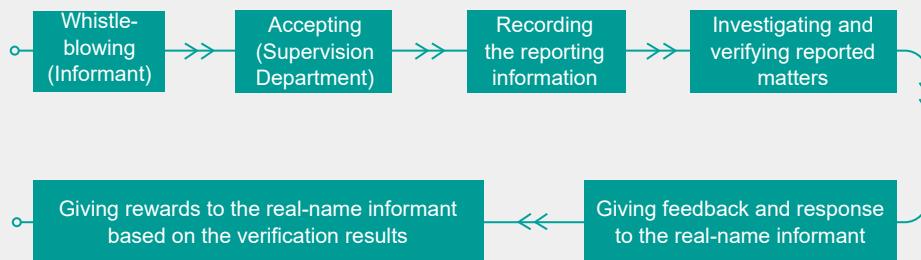 Whistle-
blowing
(Informant)
Accepting
(Supervision
Department)
Recording
the reporting
information
Investigating and
verifying reported
matters
Giving rewards to the real-name informant
based on the verification results
Giving feedback and response
to the real-name informant